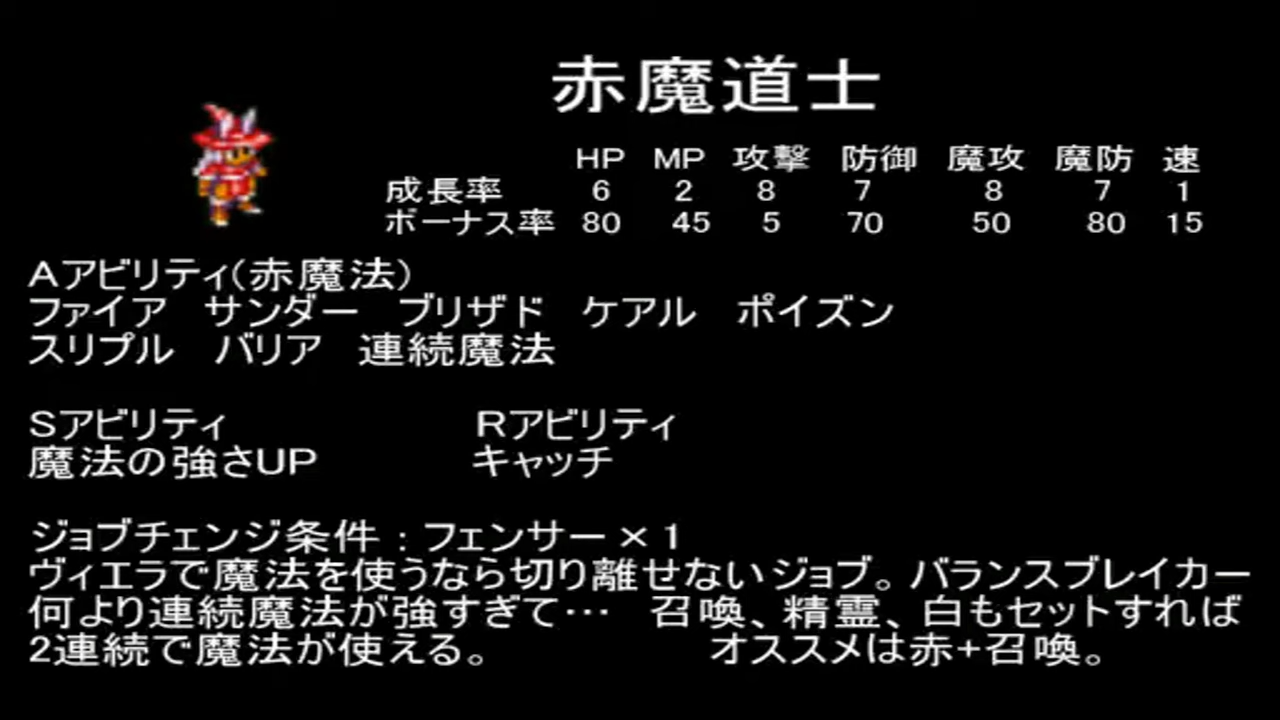 赤魔道士
HP MP 攻撃 防御 魔攻 魔防 速
成長率 6 2 8 7 8 7 1
ボーナス率 80 45 5 70 50 80 15
Aアビリティ(赤魔法)
ファイア サンダー ブリザド ケアル ポイズン
スリプル バリア 連続魔法
Sアビリティ Rアビリティ
魔法の強さUP キャッチ
ジョブチェンジ条件:フェンサー×1
ヴィエラで魔法を使うなら切り離せないジョブ。バランスブレイカー
何より連続魔法が強すぎて… 召喚、精霊、白もセットすれば
2連続で魔法が使える。 オススメは赤+召喚。